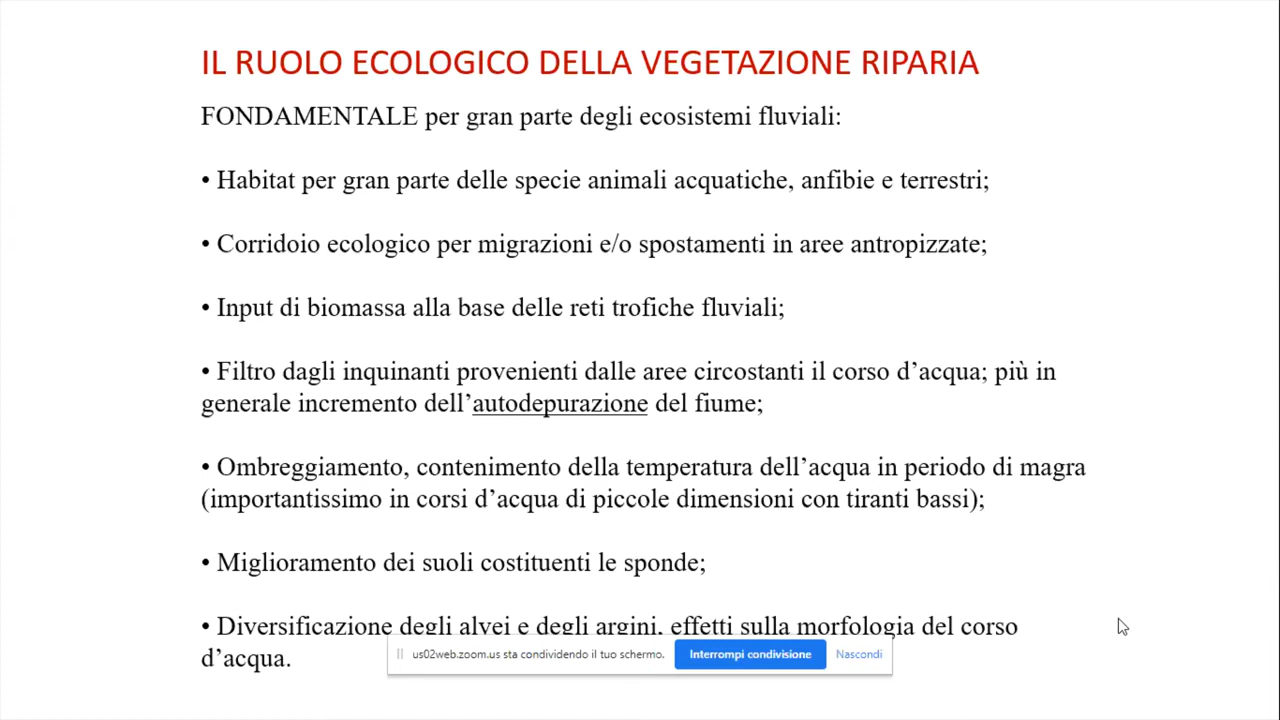 IL RUOLO ECOLOGICO DELLA VEGETAZIONE RIPARIA
FONDAMENTALE per gran parte degli ecosistemi fluviali:
• Habitat per gran parte delle specie animali acquatiche, anfibie e terrestri;
• Corridoio ecologico per migrazioni e/o spostamenti in aree antropizzate;
• Input di biomassa alla base delle reti trofiche fluviali;
• Filtro dagli inquinanti provenienti dalle aree circostanti il corso d’acqua; più in
generale incremento dell’autodepurazione del fiume;
• Ombreggiamento, contenimento della temperatura dell’acqua in periodo di magra
(importantissimo in corsi d’acqua di piccole dimensioni con tiranti bassi);
• Miglioramento dei suoli costituenti le sponde;
• Diversificazione degli alvei e degli argini, effetti sulla morfologia del corso
d’acqua.
us02web.zoom.us sta condividendo il tuo schermo. Interrompi condivisione Nascondi